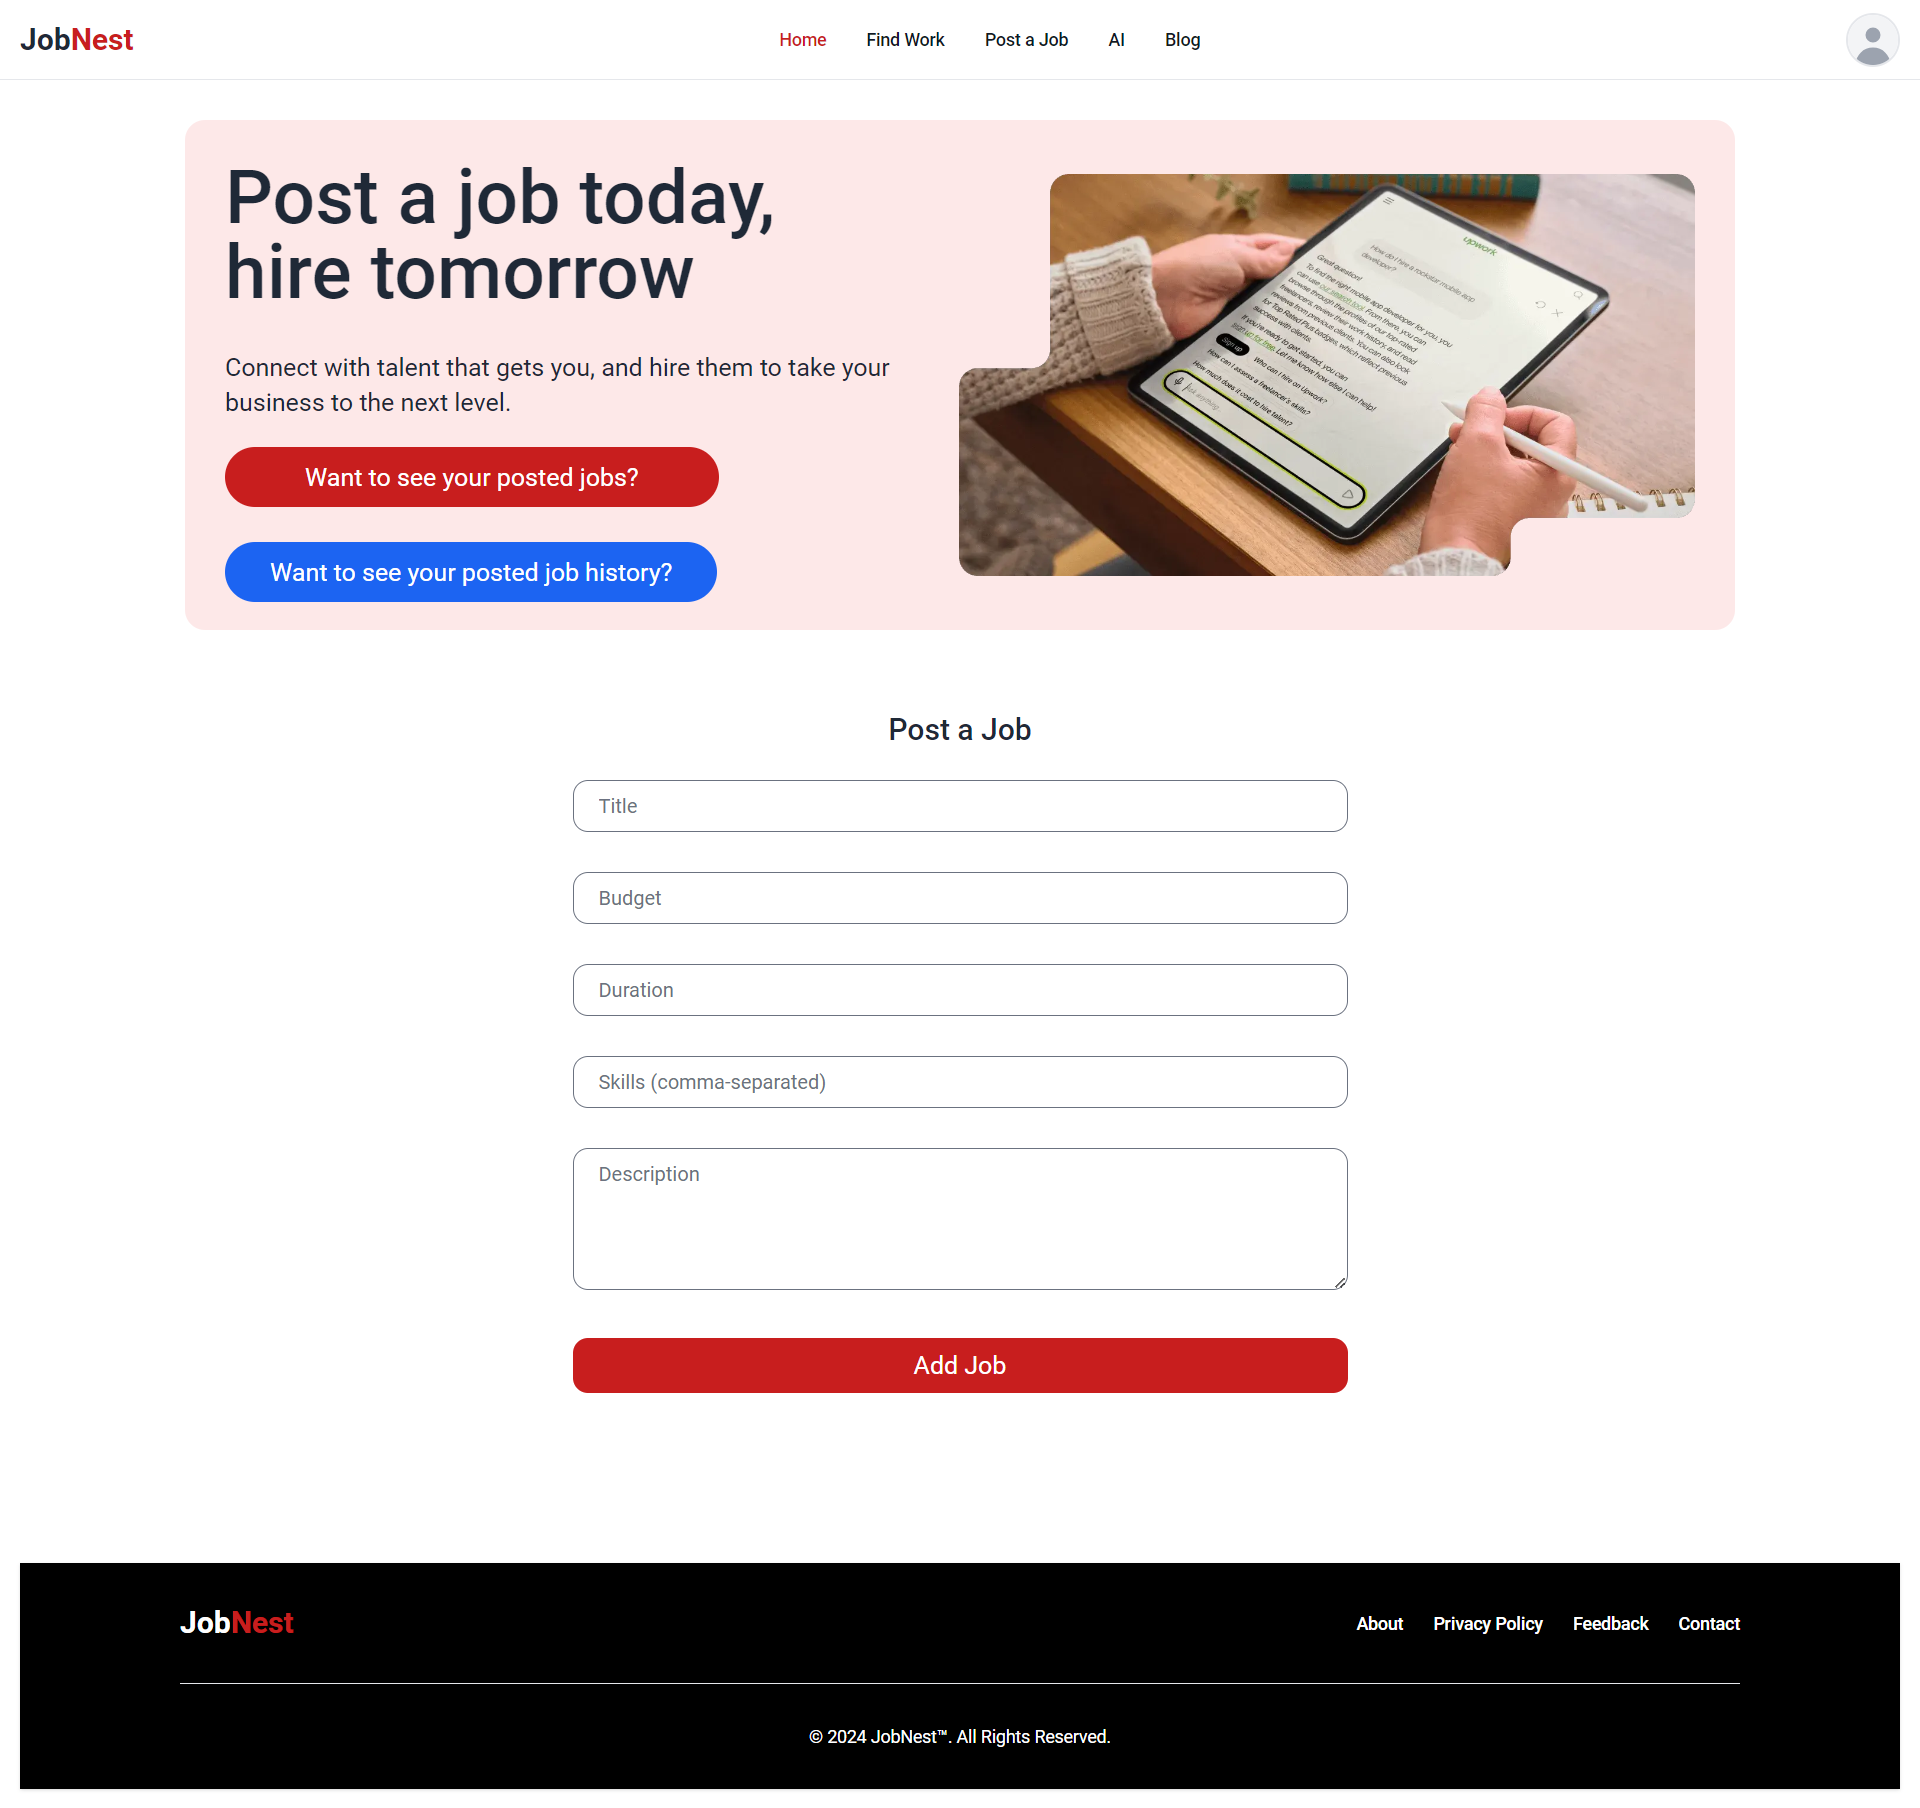 JobNest
Home Find Work Post a Job AI Blog
Post a job today,
hire tomorrow
Connect with talent that gets you, and hire them to take your
business to the next level.
Want to see your posted jobs?
Want to see your posted job history?
upwork
How do I hire a rockstar mobile app
developer?
Great question!
To find the right mobile app developer for you, you
can use our search tool. From there, you can
browse through the profiles of our top-rated
freelancers, review their work history, and read
reviews from previous clients. You can also look
for Top Rated Plus badges, which reflect previous
success with clients.
If you're ready to get started, you can
sign up for free. Let me know how else I can help!
Sign up
Who can I hire on Upwork?
How can I assess a freelancer's skills?
How much does it cost to hire talent?
Ask anything...
Post a Job
Title
Budget
Duration
Skills (comma-separated)
Description
Add Job
JobNest
About Privacy Policy Feedback Contact
© 2024 JobNest™. All Rights Reserved.